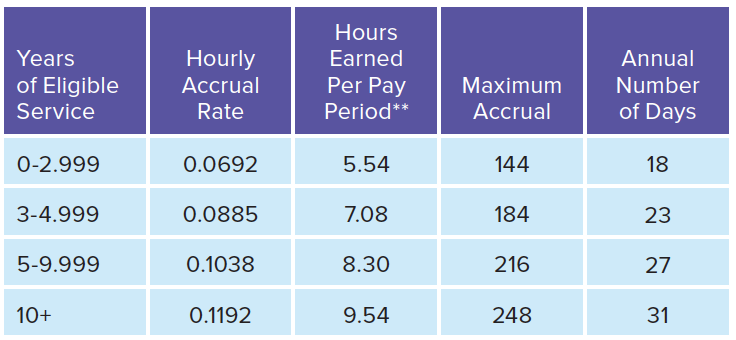 Years of Eligible Service | Hourly Accrual Rate | Hours Earned Per Pay Period** | Maximum Accrual | Annual Number of Days
0-2.999 | 0.0692 | 5.54 | 144 | 18
3-4.999 | 0.0885 | 7.08 | 184 | 23
5-9.999 | 0.1038 | 8.30 | 216 | 27
10+ | 0.1192 | 9.54 | 248 | 31